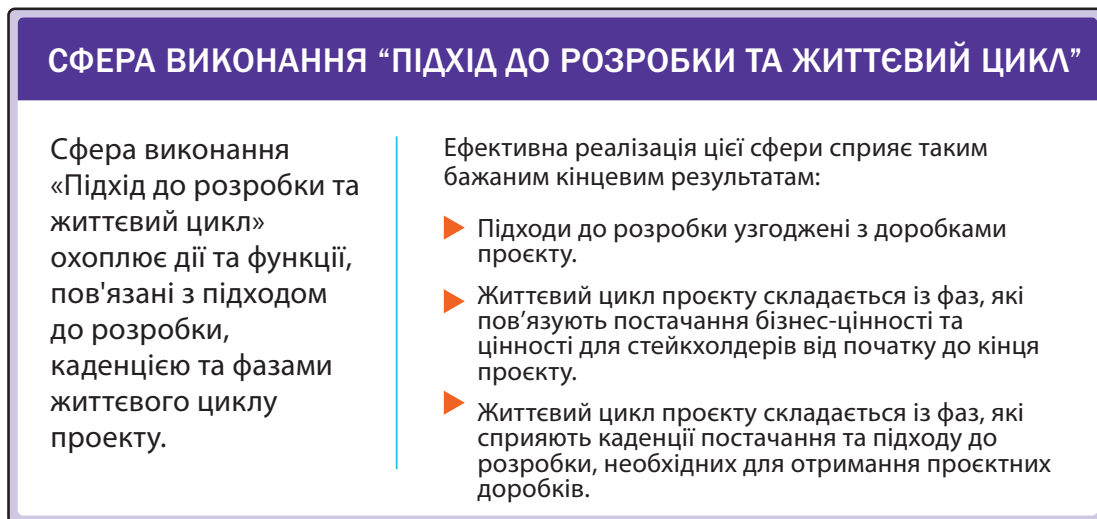 СФЕРА ВИКОНАННЯ “ПІДХІД ДО РОЗРОБКИ ТА ЖИТТЄВИЙ ЦИКЛ”
Сфера виконання
«Підхід до розробки та
життєвий цикл»
охоплює дії та функції,
пов'язані з підходом
до розробки,
каденцією та фазами
життєвого циклу
проекту.
Ефективна реалізація цієї сфери сприяє таким
бажаним кінцевим результатам:
Підходи до розробки узгоджені з доробками
проєкту.
Життєвий цикл проєкту складається із фаз, які
пов’язують постачання бізнес-цінності та
цінності для стейкхолдерів від початку до кінця
проєкту.
Життєвий цикл проєкту складається із фаз, які
сприяють каденції постачання та підходу до
розробки, необхідних для отримання проєктних
доробків.